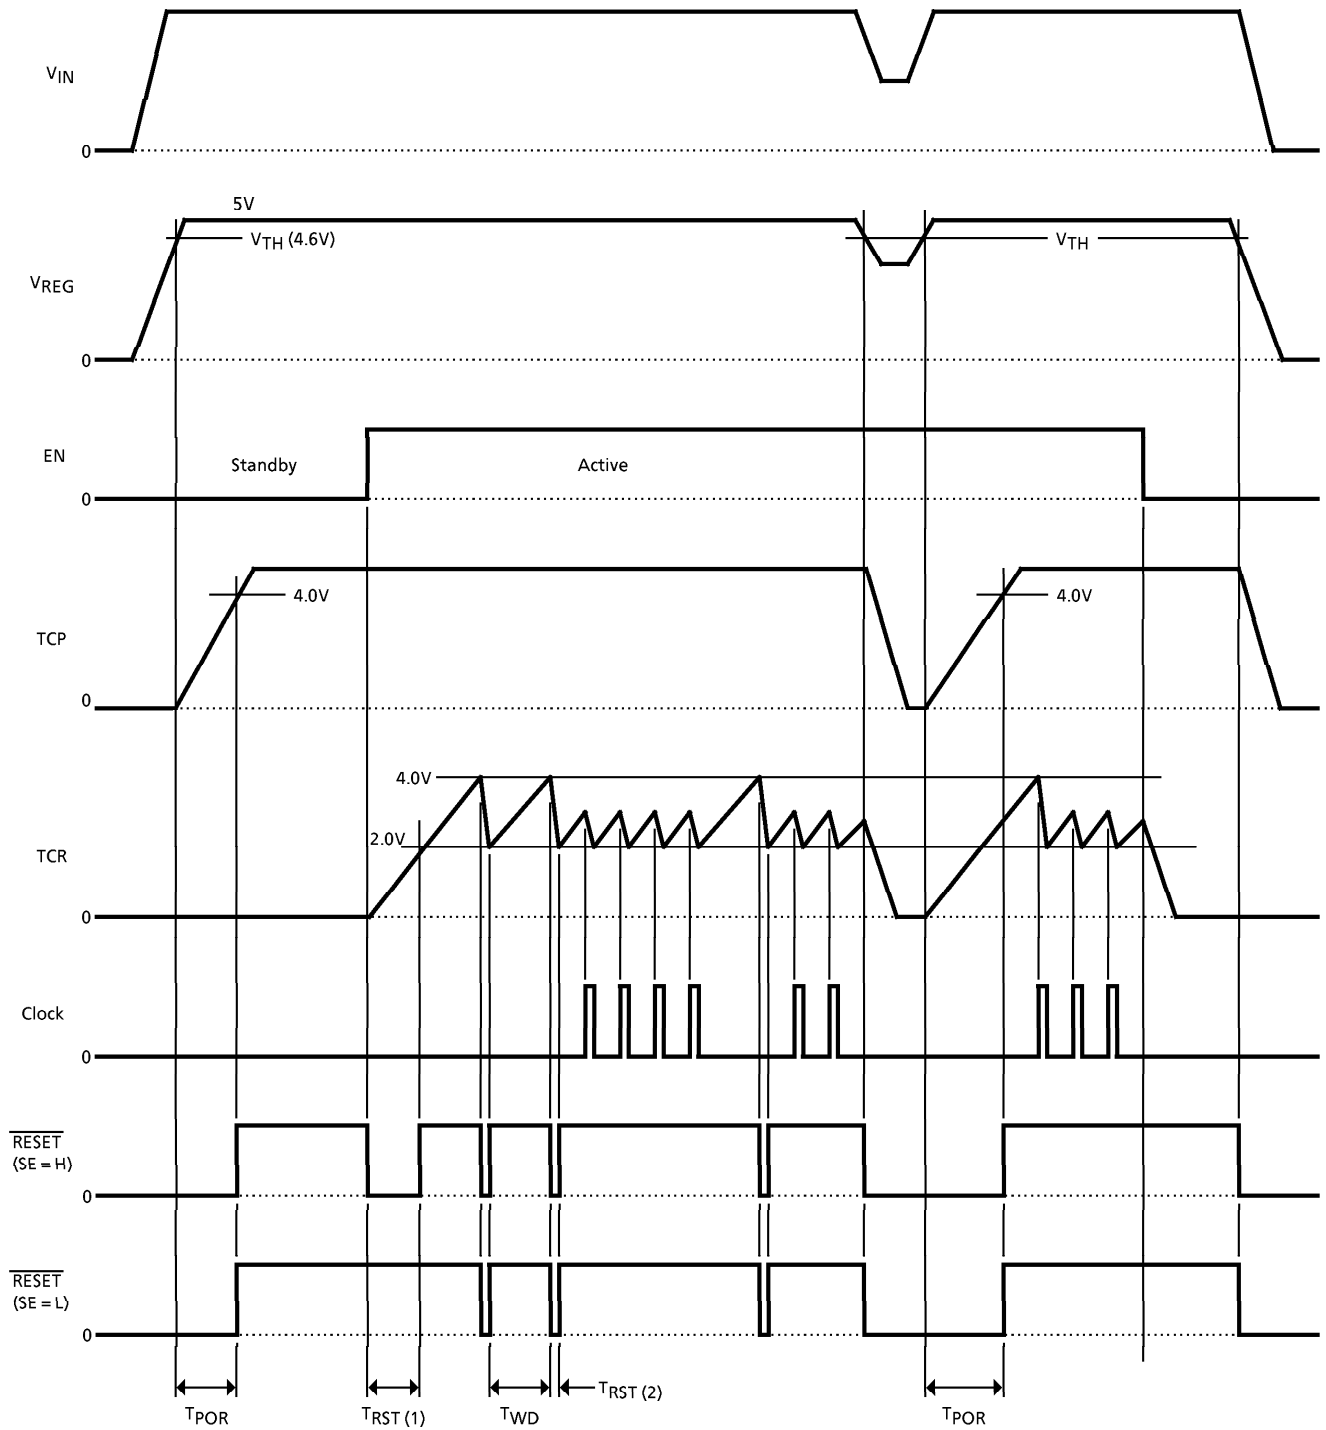 VIN
0
5V
VTH (4.6V)
VTH
VREG
0
EN
Standby
Active
0
4.0V
4.0V
TCP
0
4.0V
2.0V
TCR
0
Clock
0
RESET
(SE = H)
0
RESET
(SE = L)
0
TRST (2)
TPOR
TRST (1)
TWD
TPOR